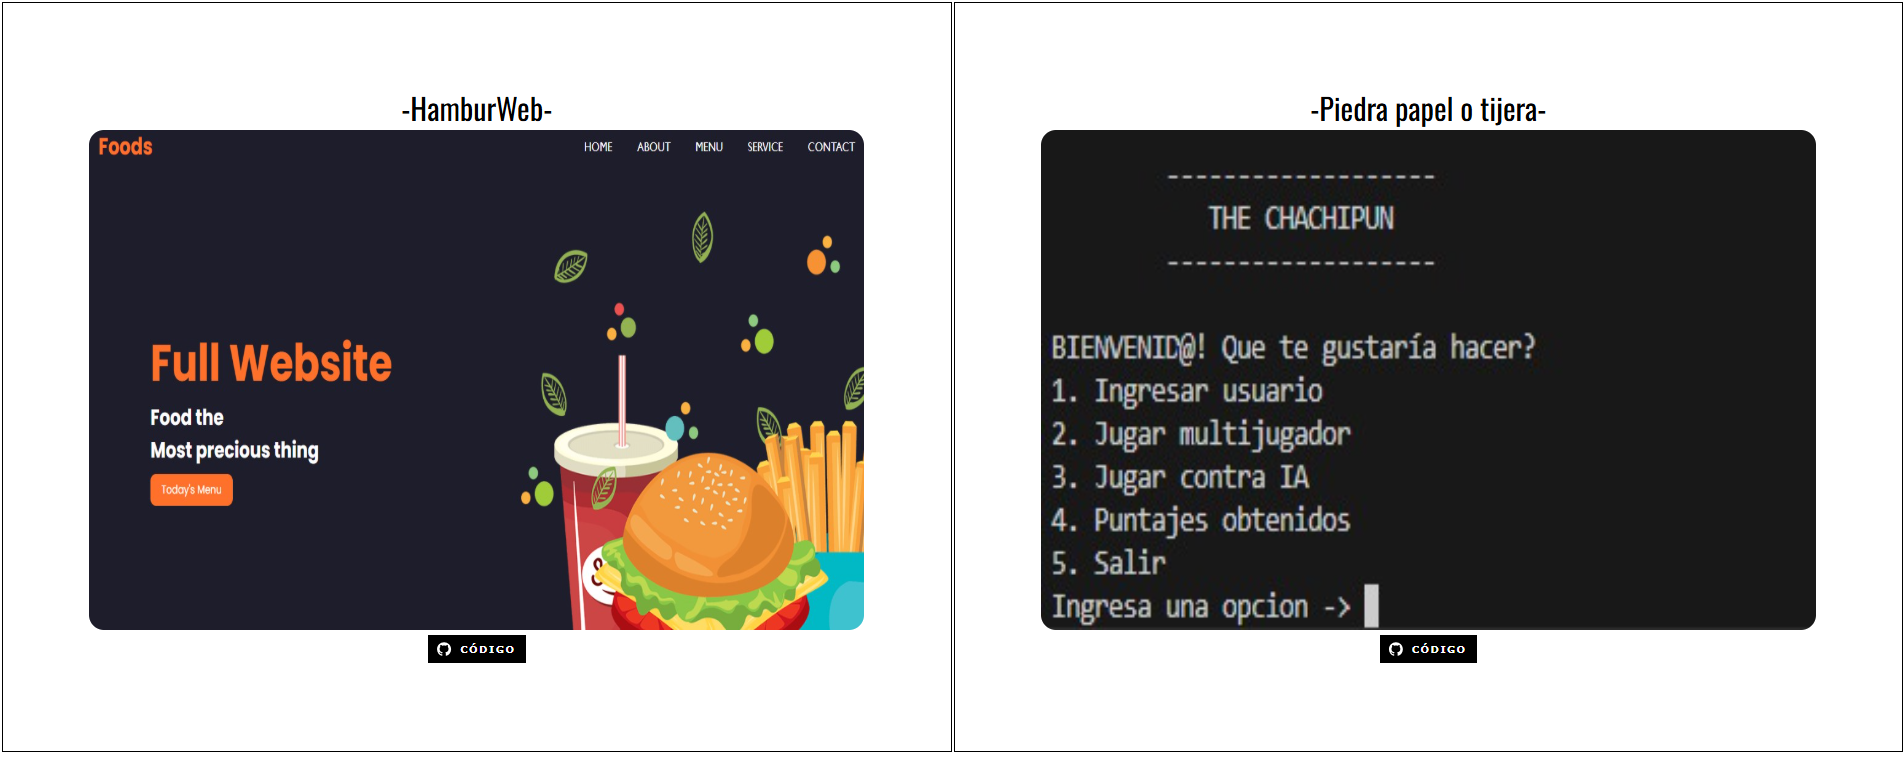 -HamburWeb-
Foods
HOME ABOUT MENU SERVICE CONTACT
Full Website
Food the
Most precious thing
Today's Menu
CÓDIGO
-Piedra papel o tijera-
-------------------
THE CHACHIPUN
-------------------
BIENVENID@! Que te gustaría hacer?
1. Ingresar usuario
2. Jugar multijugador
3. Jugar contra IA
4. Puntajes obtenidos
5. Salir
Ingresa una opcion ->
CÓDIGO